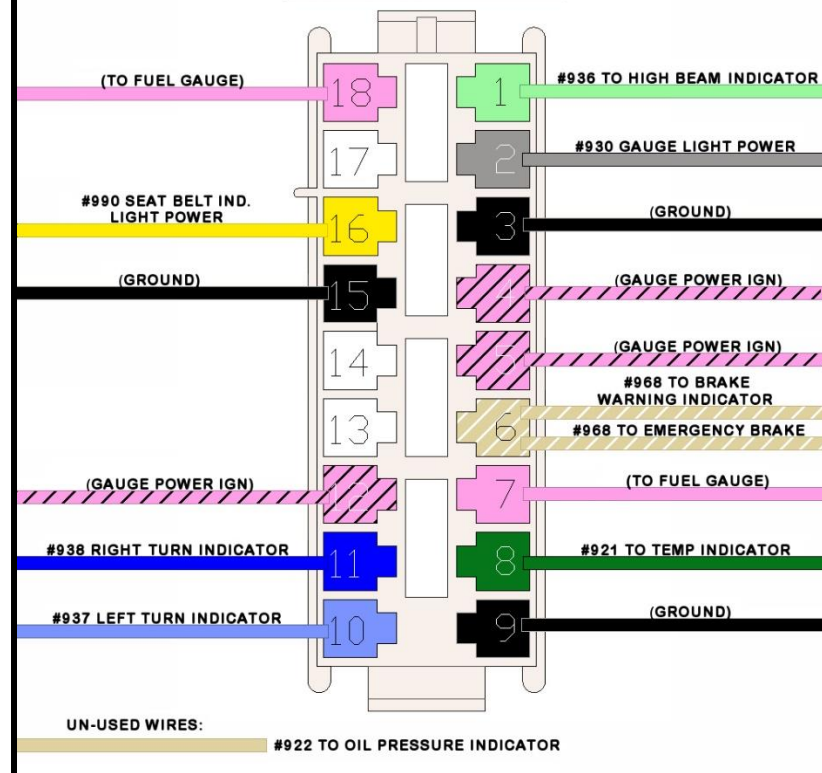 (TO FUEL GAUGE)
18
1
#936 TO HIGH BEAM INDICATOR
17
2
#930 GAUGE LIGHT POWER
#990 SEAT BELT IND.
LIGHT POWER
16
3
(GROUND)
(GROUND)
15
4
(GAUGE POWER IGN)
14
5
(GAUGE POWER IGN)
13
6
#968 TO BRAKE
WARNING INDICATOR
#968 TO EMERGENCY BRAKE
(GAUGE POWER IGN)
12
7
(TO FUEL GAUGE)
#938 RIGHT TURN INDICATOR
11
8
#921 TO TEMP INDICATOR
#937 LEFT TURN INDICATOR
10
9
(GROUND)
UN-USED WIRES:
#922 TO OIL PRESSURE INDICATOR